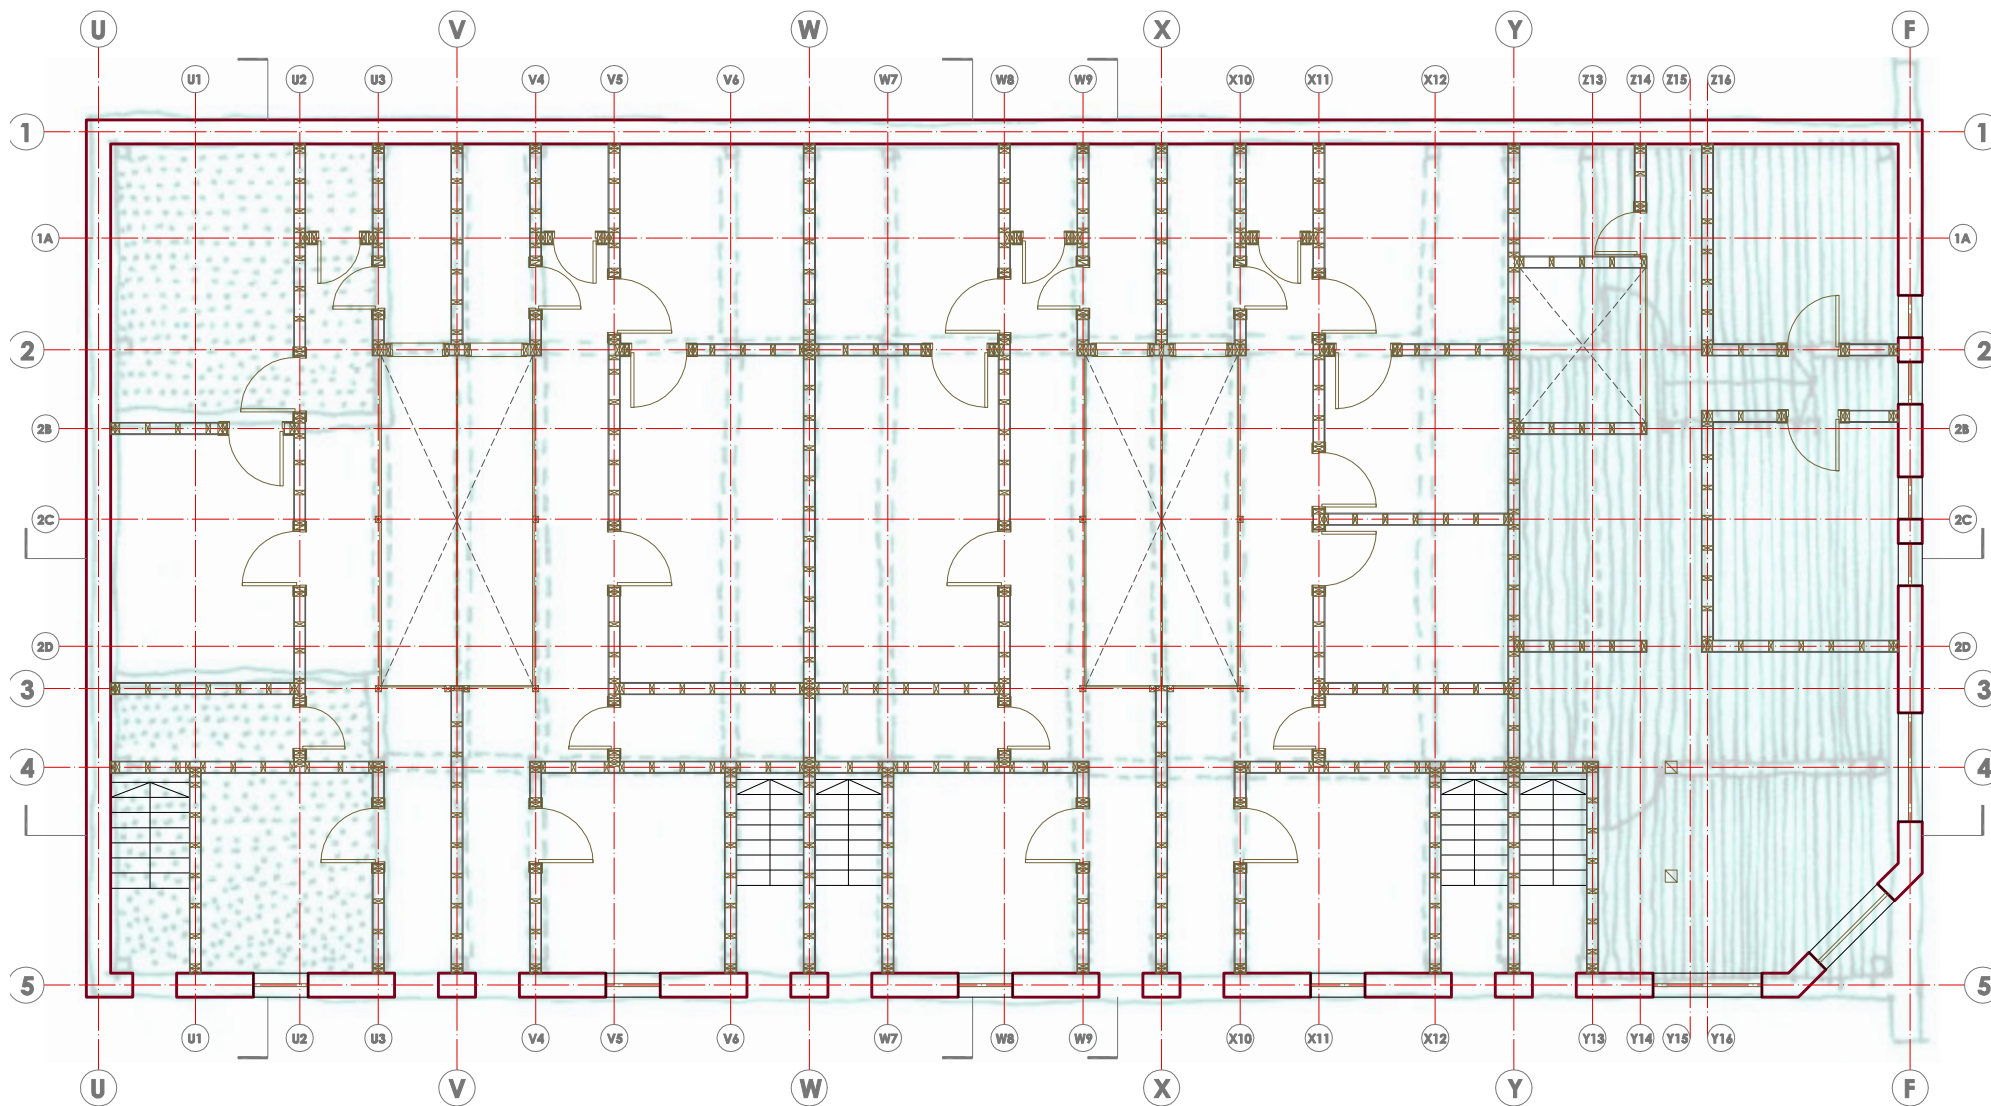 U V W X Y F
U1 U2 U3 V4 V5 V6 W7 W8 W9 X10 X11 X12 Z13 Z14 Z15 Z16
1 1
1A 1A
2 2
2B 2B
2C 2C
2D 2D
3 3
4 4
5 5
U1 U2 U3 V4 V5 V6 W7 W8 W9 X10 X11 X12 Y13 Y14 Y15 Y16
U V W X Y F